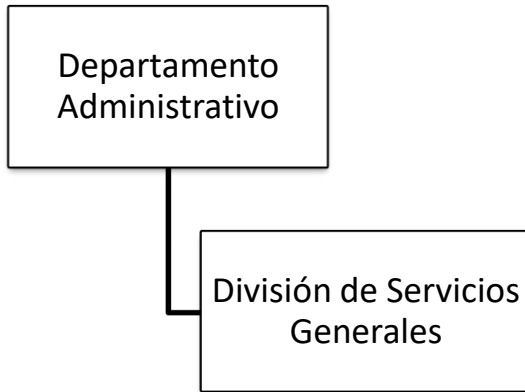 Departamento
Administrativo
División de Servicios
Generales